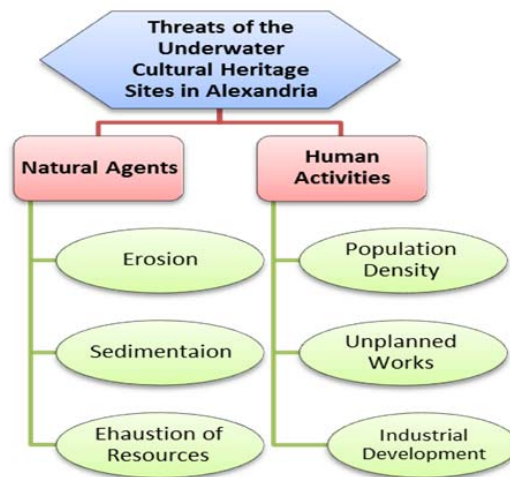 Threats of the
Underwater
Cultural Heritage
Sites in Alexandria
Natural Agents
Human
Activities
Erosion
Population
Density
Sedimentaion
Unplanned
Works
Ehaustion of
Resources
Industrial
Development